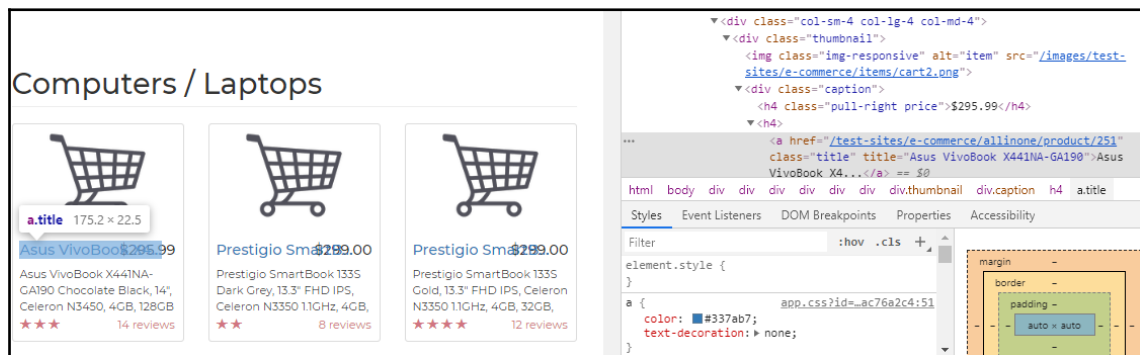 Computers / Laptops
a.title 175.2 × 22.5
Asus VivoBook $295.99
Asus VivoBook X441NA-
GA190 Chocolate Black, 14",
Celeron N3450, 4GB, 128GB
14 reviews
Prestigio Sma $299.00
Prestigio SmartBook 133S
Dark Grey, 13.3" FHD IPS,
Celeron N3350 1.1GHz, 4GB,
8 reviews
Prestigio Sma $299.00
Prestigio SmartBook 133S
Gold, 13.3" FHD IPS, Celeron
N3350 1.1GHz, 4GB, 32GB,
12 reviews
▼<div class="col-sm-4 col-lg-4 col-md-4">
▼<div class="thumbnail">
<img class="img-responsive" alt="item" src="/images/test-
sites/e-commerce/items/cart2.png">
▼<div class="caption">
<h4 class="pull-right price">$295.99</h4>
▼<h4>
... <a href="/test-sites/e-commerce/allinone/product/251"
class="title" title="Asus VivoBook X441NA-GA190">Asus
VivoBook X4...</a> == $0
html body div div div div div div div.thumbnail div.caption h4 a.title
Styles Event Listeners DOM Breakpoints Properties Accessibility
Filter :hov .cls +
element.style {
}
a { app.css?id=…ac76a2c4:51
color: #337ab7;
text-decoration: ▶ none;
}
margin –
border –
padding –
auto × auto